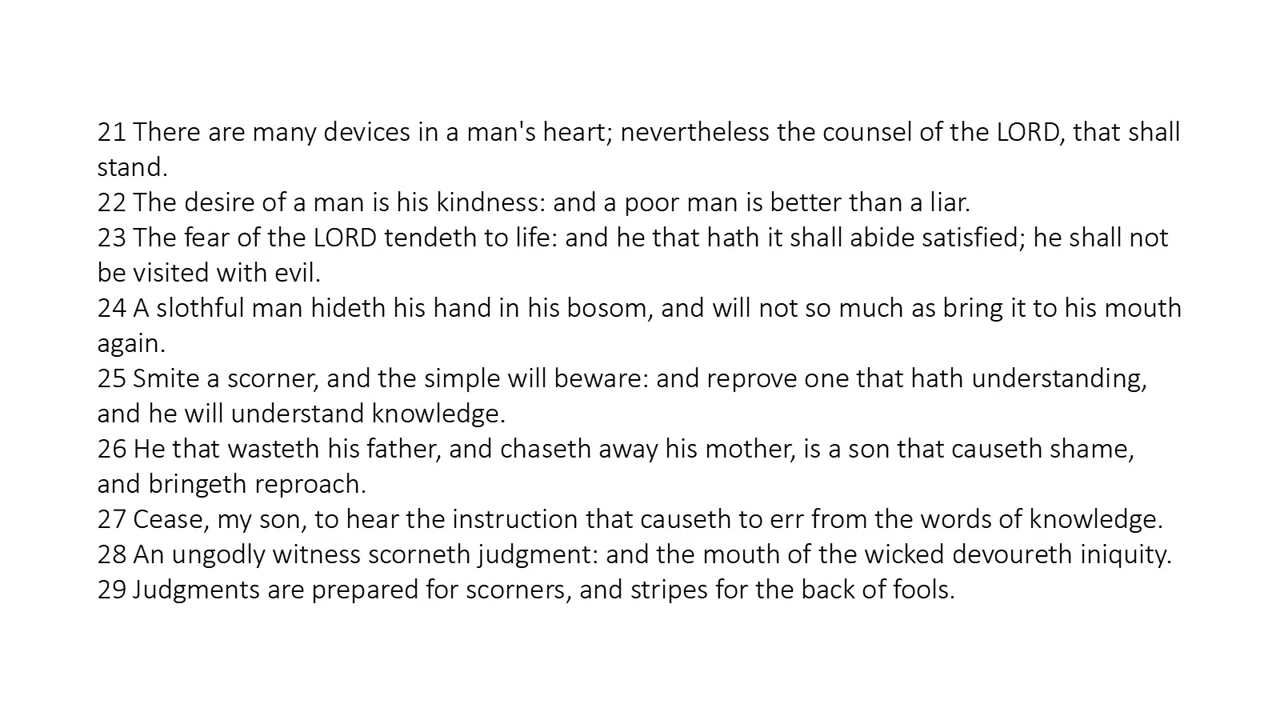 21 There are many devices in a man's heart; nevertheless the counsel of the LORD, that shall
stand.
22 The desire of a man is his kindness: and a poor man is better than a liar.
23 The fear of the LORD tendeth to life: and he that hath it shall abide satisfied; he shall not
be visited with evil.
24 A slothful man hideth his hand in his bosom, and will not so much as bring it to his mouth
again.
25 Smite a scorner, and the simple will beware: and reprove one that hath understanding,
and he will understand knowledge.
26 He that wasteth his father, and chaseth away his mother, is a son that causeth shame,
and bringeth reproach.
27 Cease, my son, to hear the instruction that causeth to err from the words of knowledge.
28 An ungodly witness scorneth judgment: and the mouth of the wicked devoureth iniquity.
29 Judgments are prepared for scorners, and stripes for the back of fools.